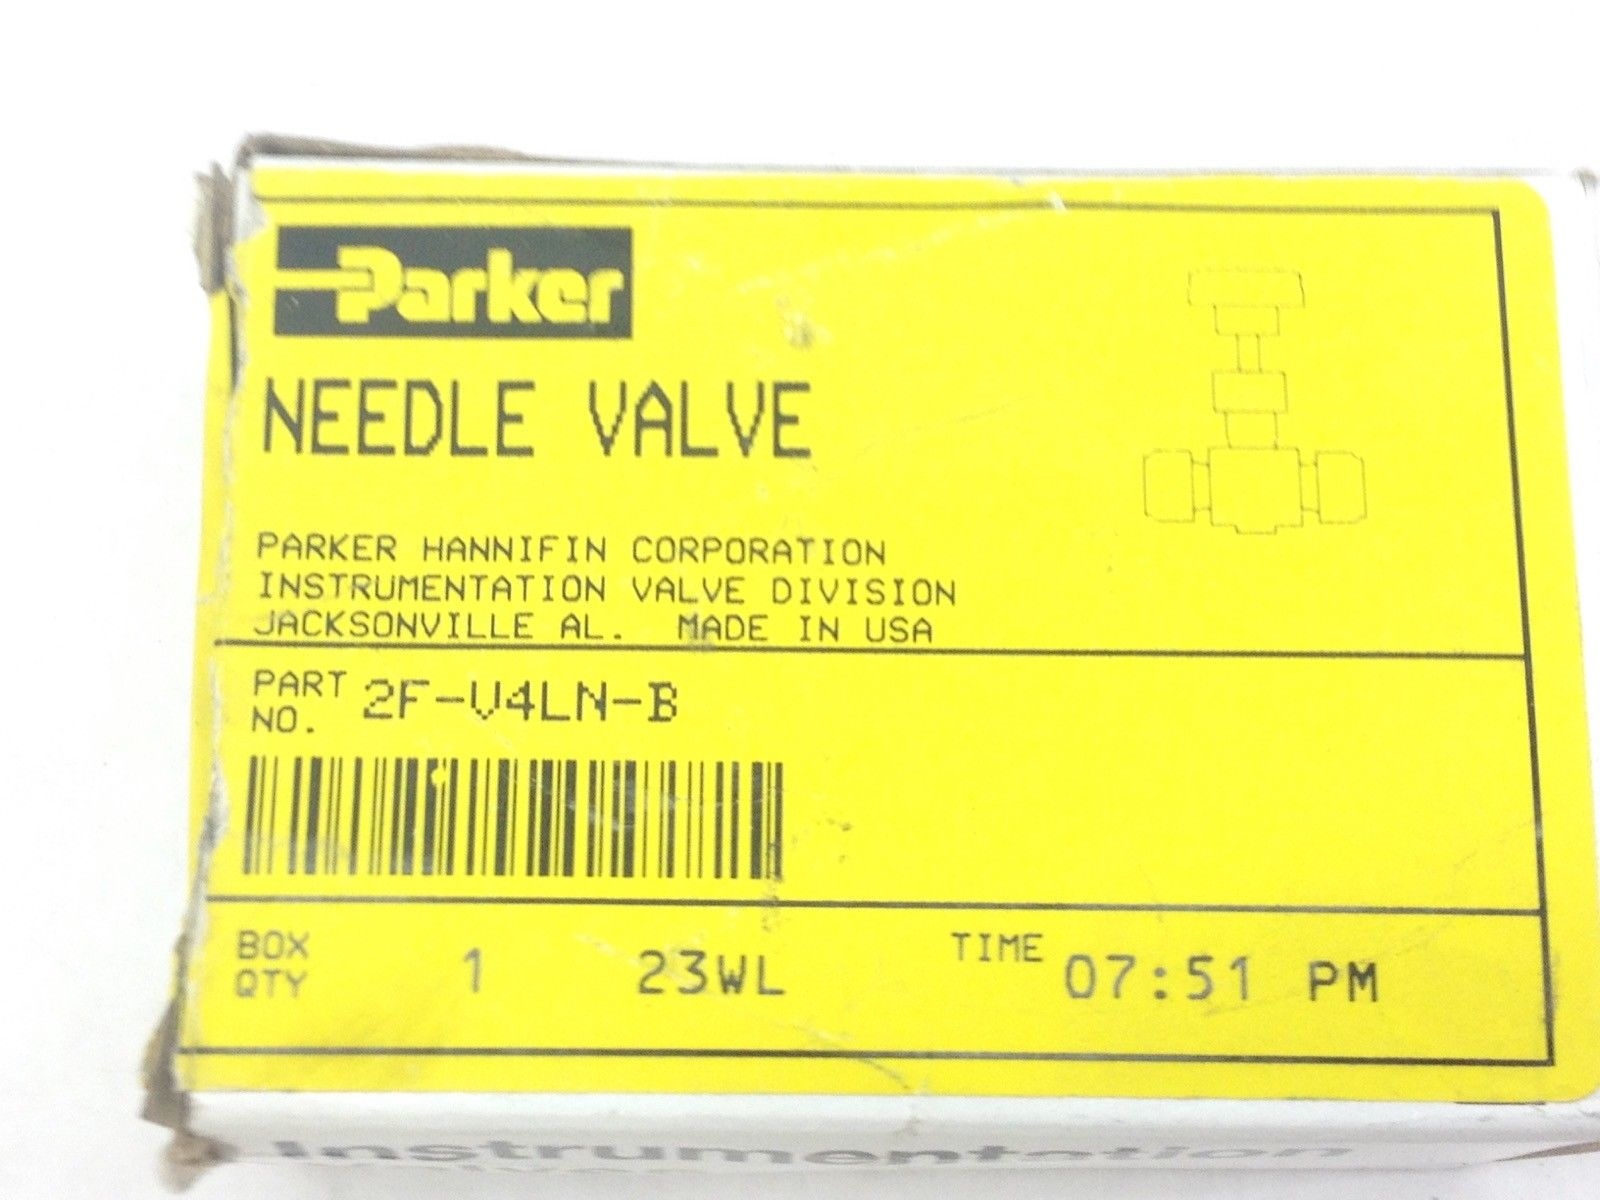 Parker
NEEDLE VALVE
PARKER HANNIFIN CORPORATION
INSTRUMENTATION VALVE DIVISION
JACKSONVILLE AL. MADE IN USA
PART NO. 2F-V4LN-B
BOX QTY 1 23WL TIME 07:51 PM
Instrumentation